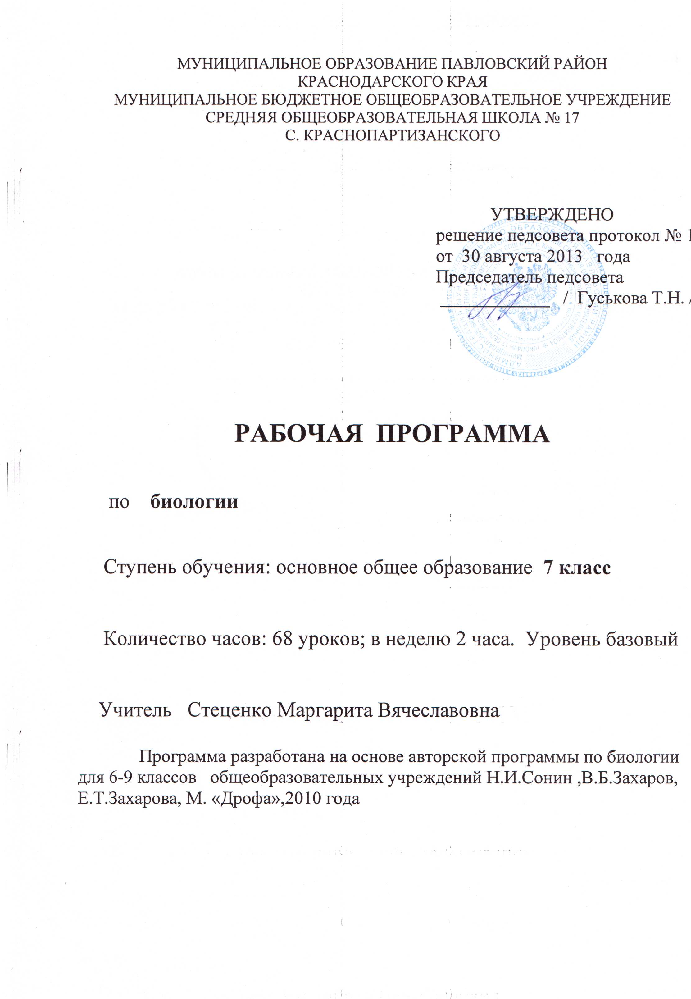 МУНИЦИПАЛЬНОЕ ОБРАЗОВАНИЕ ПАВЛОВСКИЙ РАЙОН
КРАСНОДАРСКОГО КРАЯ
МУНИЦИПАЛЬНОЕ БЮДЖЕТНОЕ ОБЩЕОБРАЗОВАТЕЛЬНОЕ УЧРЕЖДЕНИЕ
СРЕДНЯЯ ОБЩЕОБРАЗОВАТЕЛЬНАЯ ШКОЛА № 17
С. КРАСНОПАРТИЗАНСКОГО
УТВЕРЖДЕНО
решение педсовета протокол № 1
от 30 августа 2013 года
Председатель педсовета
______________ / Гуськова Т.Н. /
РАБОЧАЯ ПРОГРАММА
по биологии
Ступень обучения: основное общее образование 7 класс
Количество часов: 68 уроков; в неделю 2 часа. Уровень базовый
Учитель Стеценко Маргарита Вячеславовна
Программа разработана на основе авторской программы по биологии
для 6-9 классов общеобразовательных учреждений Н.И.Сонин ,В.Б.Захаров,
Е.Т.Захарова, М. «Дрофа»,2010 года